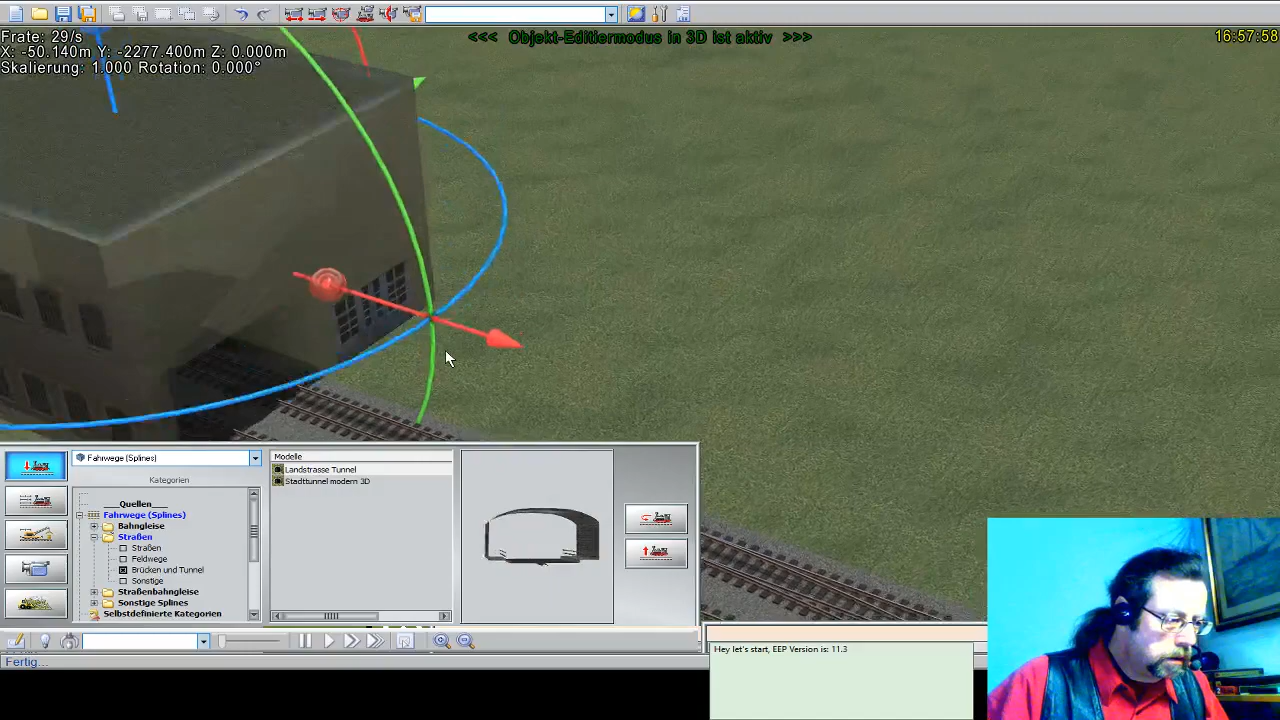 Frate: 29/s
<<< Objekt-Editiermodus in 3D ist aktiv >>>
16:57:58
X: -50.140m Y: -2277.400m Z: 0.000m
Skalierung: 1.000 Rotation: 0.000°
Fahrwege (Splines)
Kategorien
__Quellen__
Fahrwege (Splines)
Bahngleise
Straßen
Straßen
Feldwege
Brücken und Tunnel
Sonstige
Straßenbahngleise
Sonstige Splines
Selbstdefinierte Kategorien
Modelle
Landstrasse Tunnel
Stadttunnel modern 3D
Fertig...
Hey let's start, EEP Version is: 11.3